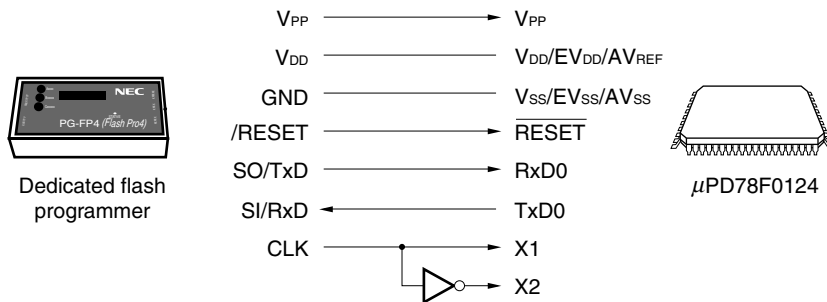 VPP VPP
VDD VDD/EVDD/AVREF
GND VSS/EVSS/AVSS
/RESET RESET
SO/TxD RxD0
SI/RxD TxD0
CLK X1
X2
NEC
PG-FP4 (Flash Pro4)
Dedicated flash
programmer
μPD78F0124